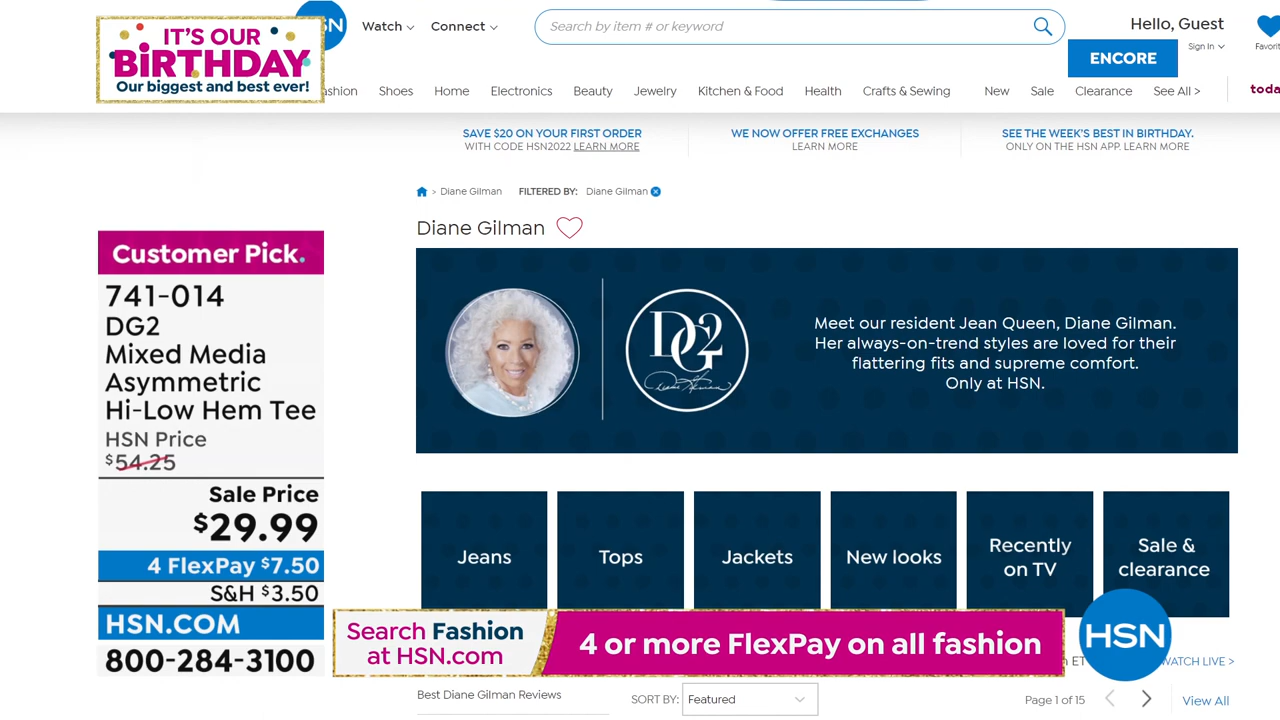 IT'S OUR
BiRTHDAY
Our biggest and best ever!
HSN
Watch
Connect
Search by item # or keyword
Hello, Guest
Sign In
ENCORE
Shoes
Home
Electronics
Beauty
Jewelry
Kitchen & Food
Health
Crafts & Sewing
New
Sale
Clearance
See All >
SAVE $20 ON YOUR FIRST ORDER
WITH CODE HSN2022 LEARN MORE
WE NOW OFFER FREE EXCHANGES
LEARN MORE
SEE THE WEEK'S BEST IN BIRTHDAY.
ONLY ON THE HSN APP. LEARN MORE
> Diane Gilman
FILTERED BY: Diane Gilman
Diane Gilman
DG2
Diane Gilman
Meet our resident Jean Queen, Diane Gilman.
Her always-on-trend styles are loved for their
flattering fits and supreme comfort.
Only at HSN.
Customer Pick.
741-014
DG2
Mixed Media
Asymmetric
Hi-Low Hem Tee
HSN Price
$54.25
Sale Price
$29.99
4 FlexPay $7.50
S&H $3.50
HSN.COM
800-284-3100
Jeans
Tops
Jackets
New looks
Recently
on TV
Sale &
clearance
Search Fashion
at HSN.com
4 or more FlexPay on all fashion
HSN
ET
WATCH LIVE >
Best Diane Gilman Reviews
SORT BY: Featured
Page 1 of 15
View All